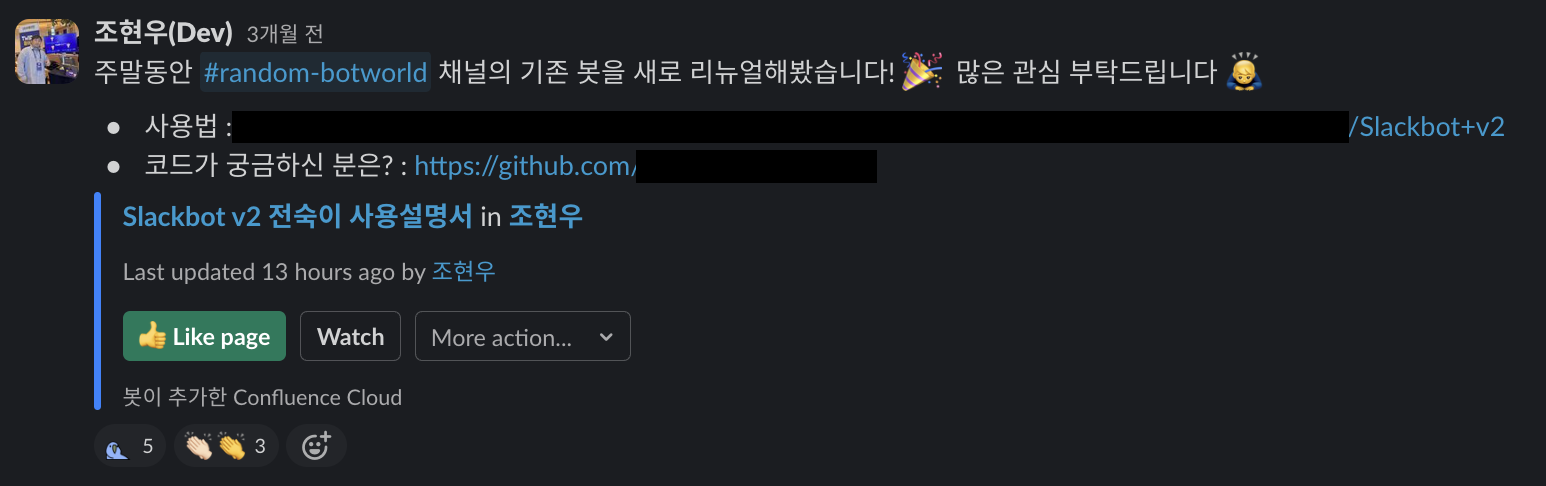 조현우(Dev) 3개월 전
주말동안 #random-botworld 채널의 기존 봇을 새로 리뉴얼해봤습니다! 많은 관심 부탁드립니다
사용법 : /Slackbot+v2
코드가 궁금하신 분은? : https://github.com/
Slackbot v2 전숙이 사용설명서 in 조현우
Last updated 13 hours ago by 조현우
Like page Watch More action...
봇이 추가한 Confluence Cloud
5 3